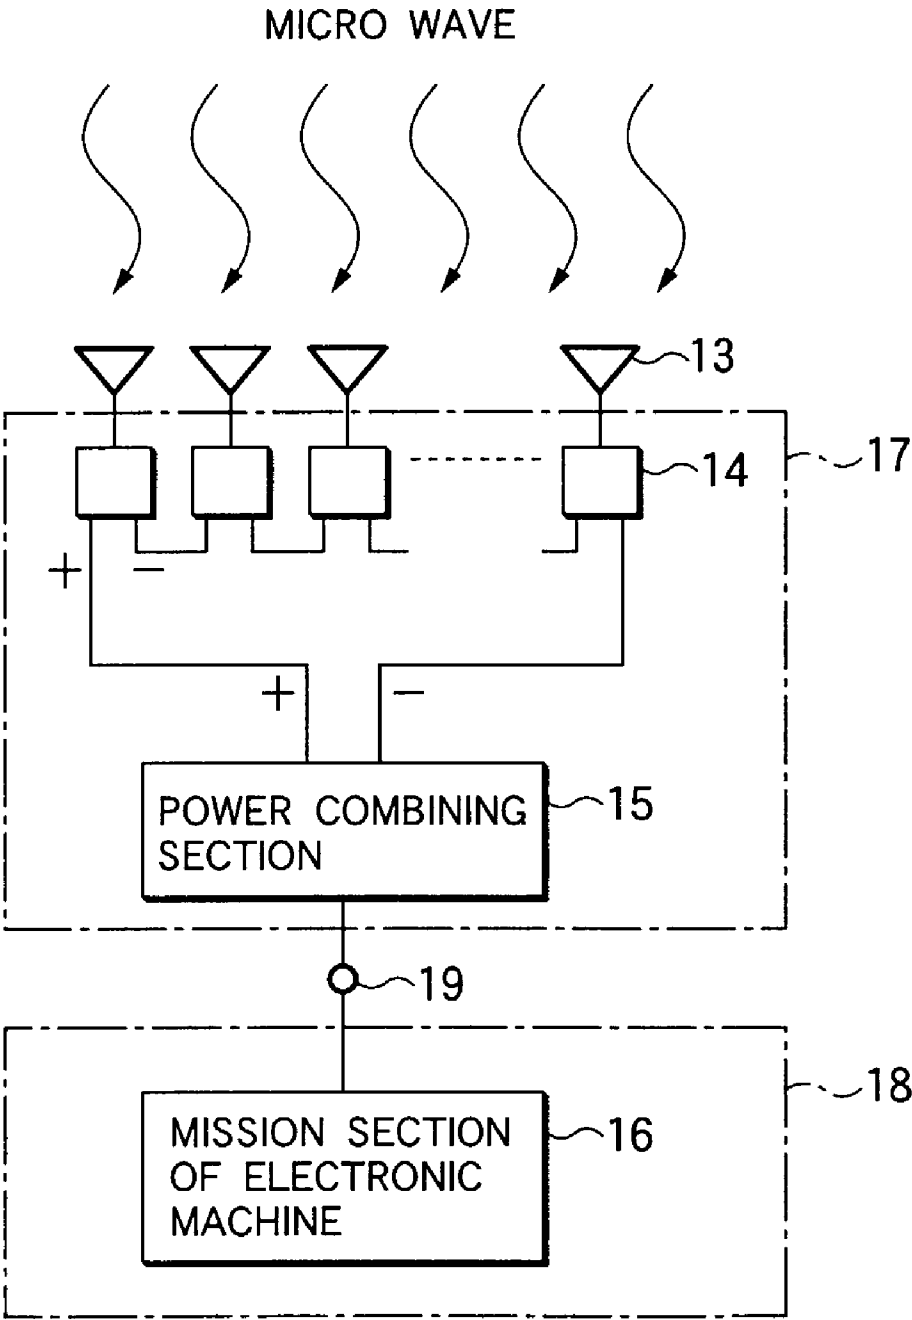 MICRO WAVE
13
14
17
+ −
+ −
POWER COMBINING
SECTION
15
19
18
MISSION SECTION
OF ELECTRONIC
MACHINE
16